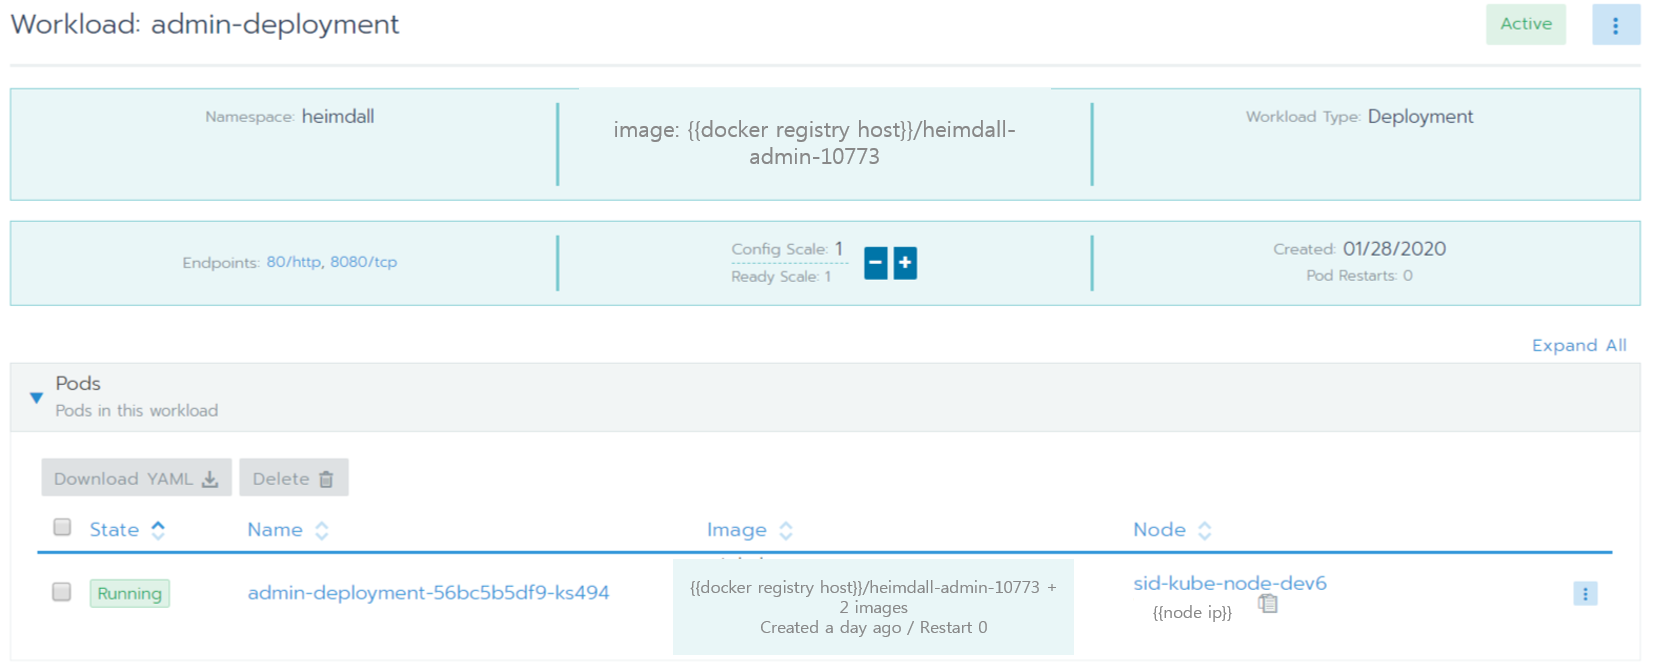 Workload: admin-deployment
Active
Namespace: heimdall
image: {{docker registry host}}/heimdall-
admin-10773
Workload Type: Deployment
Endpoints: 80/http, 8080/tcp
Config Scale: 1
Ready Scale: 1
Created: 01/28/2020
Pod Restarts: 0
Expand All
Pods
Pods in this workload
Download YAML
Delete
State
Name
Image
Node
Running
admin-deployment-56bc5b5df9-ks494
{{docker registry host}}/heimdall-admin-10773 +
2 images
Created a day ago / Restart 0
sid-kube-node-dev6
{{node ip}}